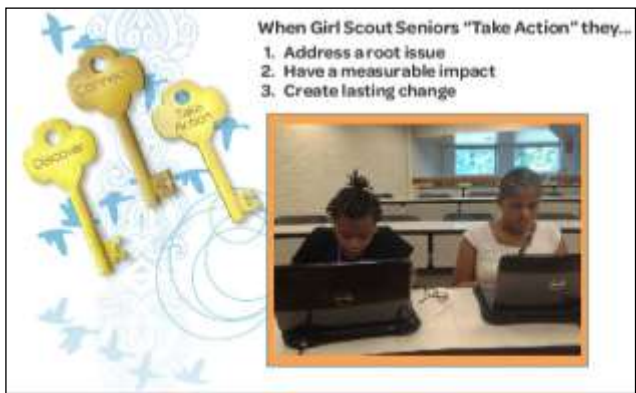 When Girl Scout Seniors "Take Action" they...
1. Address a root issue
2. Have a measurable impact
3. Create lasting change
Connect
Take
Action
Discover